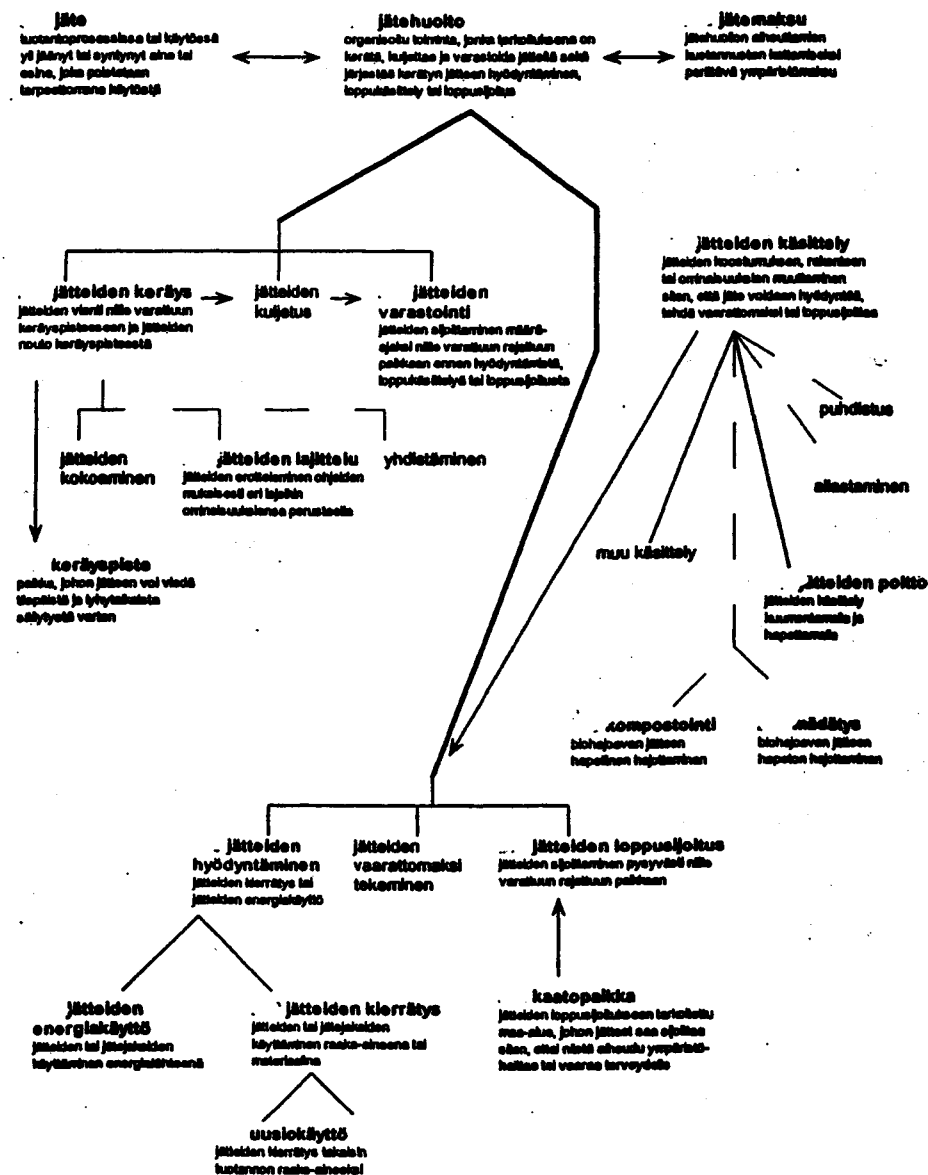 jäte
tuotantoprosessissa tai käytössä
yli jäänyt tai syntynyt aine tai
esine, joka poistetaan
tarpeettomana käytöstä
jätehuolto
organisoitu toiminta, jonka tarkoituksena on
kerätä, kuljettaa ja varastoida jätteitä sekä
järjestää kerätyn jätteen hyödyntäminen,
loppukäsittely tai loppusijoitus
jätemaksu
jätehuollon aiheuttamien
kustannusten kattamiseksi
perittävä ympäristömaksu
jätteiden käsittely
jätteiden koostumuksen, rakenteen
tai ominaisuuksien muuttaminen
siten, että jäte voidaan hyödyntää,
tehdä vaarattomaksi tai loppusijoittaa
jätteiden keräys
jätteiden vienti niille varattuun
keräyspisteeseen ja jätteiden
nouto keräyspisteestä
jätteiden
kuljetus
jätteiden
varastointi
jätteiden sijoittaminen määrä-
ajaksi niille varattuun rajattuun
paikkaan ennen hyödyntämistä,
loppukäsittelyä tai loppusijoitusta
puhdistus
jätteiden
kokoaminen
jätteiden lajittelu
jätteiden erotteleminen ohjeiden
mukaisesti eri lajeihin
ominaisuuksiensa perusteella
yhdistäminen
allastaminen
muu käsittely
keräyspiste
paikka, johon jätteen voi viedä
tilapäistä ja lyhytaikaista
säilytystä varten
jätteiden poltto
jätteiden käsittely
kuumentamalla ja
hapettamalla
kompostointi
biohajoavan jätteen
hapellinen hajottaminen
mädätys
biohajoavan jätteen
hapeton hajottaminen
jätteiden
hyödyntäminen
jätteiden kierrätys tai
jätteiden energiakäyttö
jätteiden
vaarattomaksi
tekeminen
jätteiden loppusijoitus
jätteiden sijoittaminen pysyvästi niille
varattuun rajattuun paikkaan
jätteiden
energiakäyttö
jätteiden tai jätejakeiden
käyttäminen energialähteenä
jätteiden kierrätys
jätteiden tai jätejakeiden
käyttäminen raaka-aineena tai
materiaalina
kaatopaikka
jätteiden loppusijoitukseen tarkoitettu
maa-alue, johon jätteet saa sijoittaa
siten, ettei niistä aiheudu ympäristö-
haittaa tai vaaraa terveydelle
uusiokäyttö
jätteiden kierrätys takaisin
tuotannon raaka-aineeksi